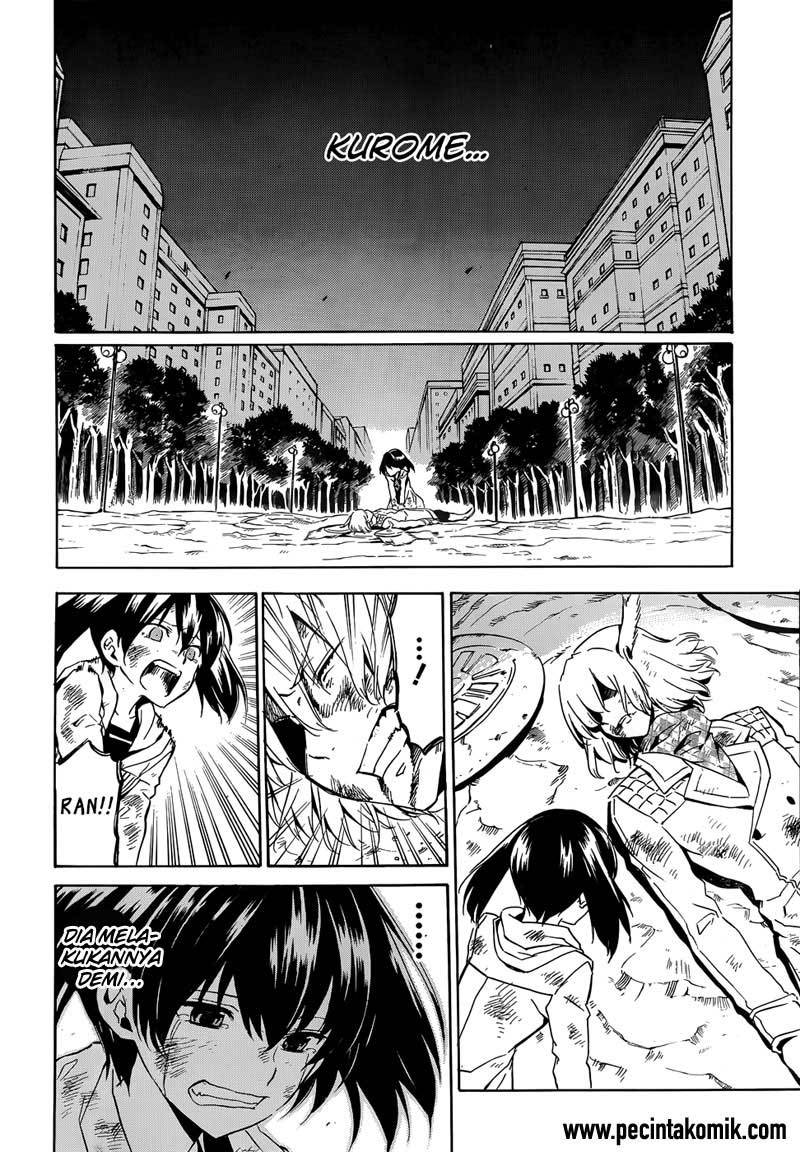 KUROME...
......!
RAN!!
......
DIA MELA-
KUKANNYA
DEMI...
www.pecintakomik.com